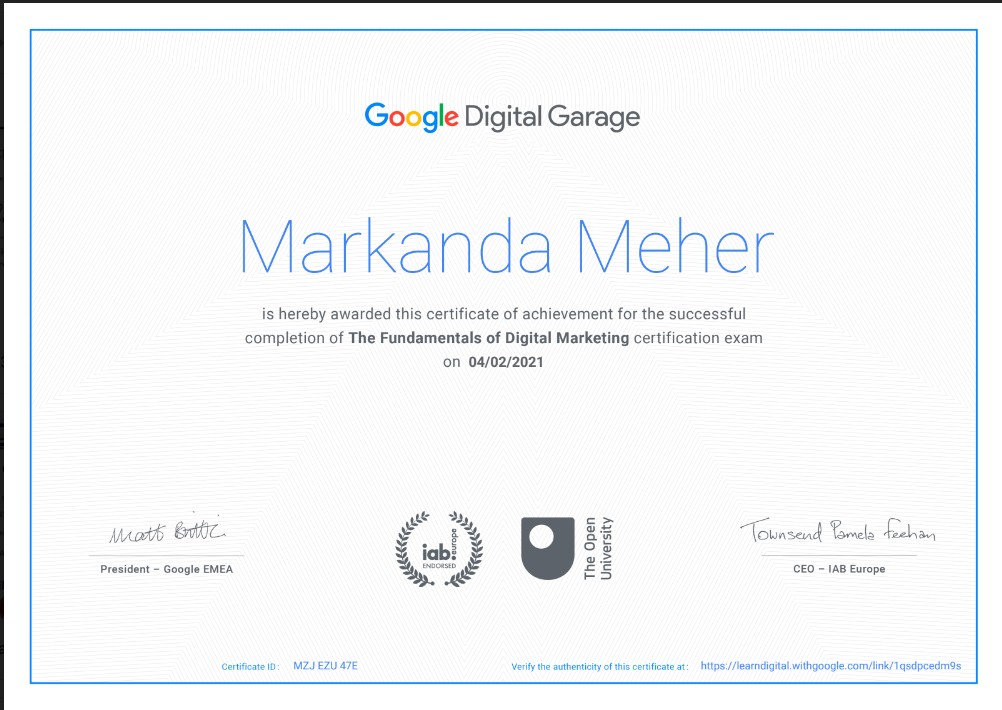 Google Digital Garage
Markanda Meher
is hereby awarded this certificate of achievement for the successful
completion of The Fundamentals of Digital Marketing certification exam
on 04/02/2021
Matt Brittin
President – Google EMEA
iab.europe
ENDORSED
The Open
University
Townsend Pamela Feehan
CEO – IAB Europe
Certificate ID : MZJ EZU 47E
Verify the authenticity of this certificate at : https://learndigital.withgoogle.com/link/1qsdpcedm9s